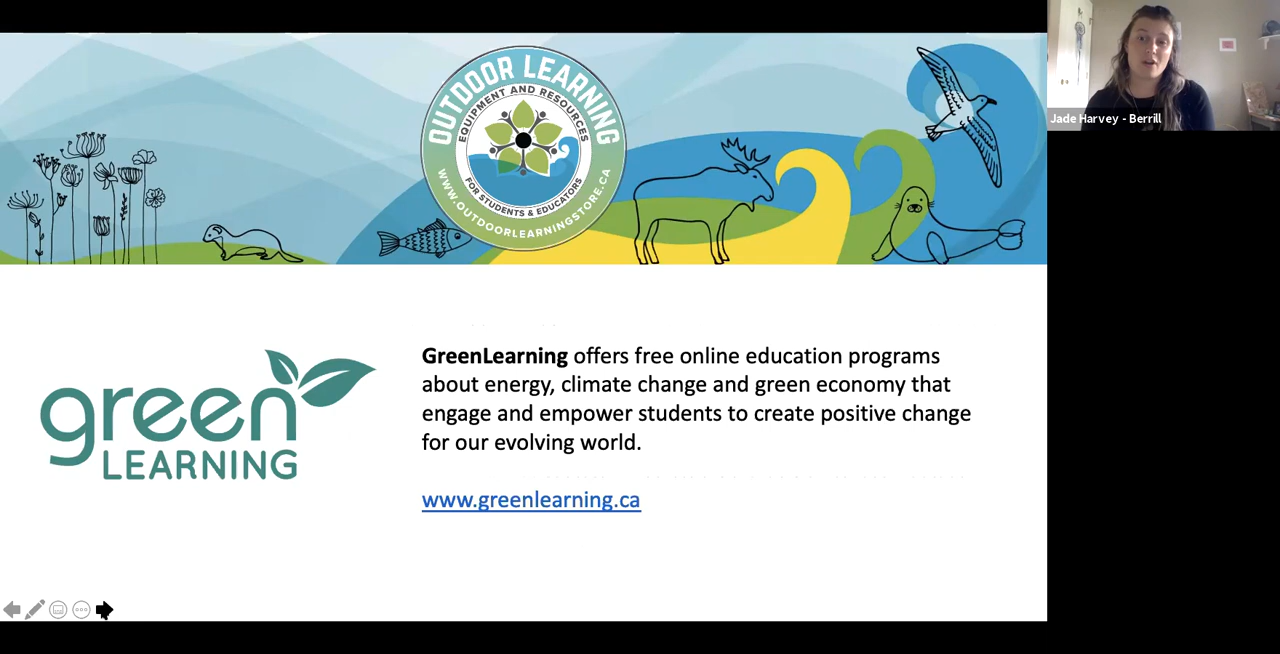 OUTDOOR LEARNING
EQUIPMENT AND RESOURCES
FOR STUDENTS & EDUCATORS
WWW.OUTDOORLEARNINGSTORE.CA
Jade Harvey - Berrill
green
LEARNING
GreenLearning offers free online education programs
about energy, climate change and green economy that
engage and empower students to create positive change
for our evolving world.
www.greenlearning.ca